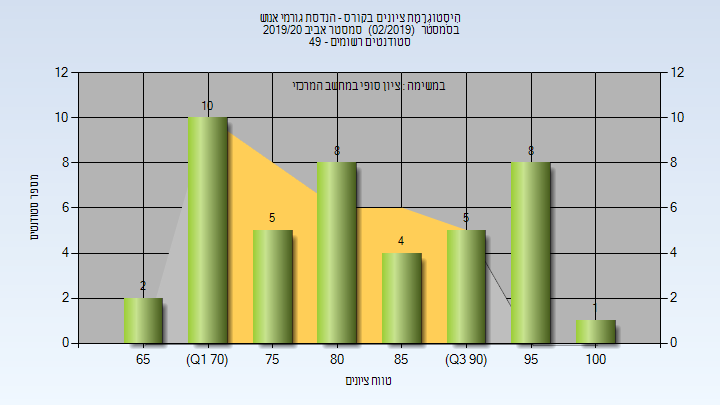 היסטוגרמת ציונים בקורס - הנדסת גורמי אנוש
בסמסטר (02/2019) סמסטר אביב 2019/20
סטודנטים רשומים - 49
במשימה : ציון סופי במחשב המרכזי
12 12
10 10
8 8
6 6
4 4
2 2
0 0
מספר סטודנטים
2 10 5 8 4 5 8 1
65 (Q1 70) 75 80 85 (Q3 90) 95 100
טווח ציונים